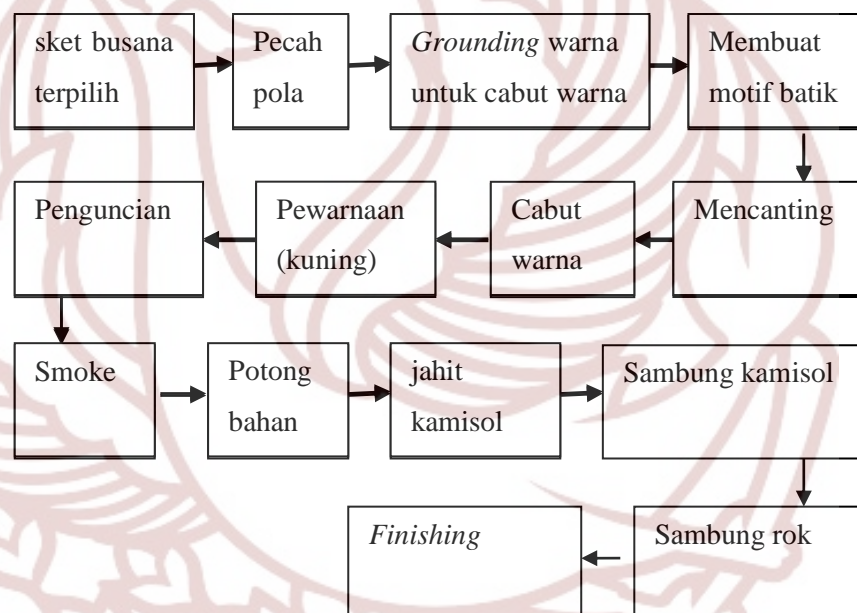 sket busana
terpilih
Pecah
pola
Grounding warna
untuk cabut warna
Membuat
motif batik
Mencanting
Cabut
warna
Pewarnaan
(kuning)
Penguncian
Smoke
Potong
bahan
jahit
kamisol
Sambung kamisol
Sambung rok
Finishing